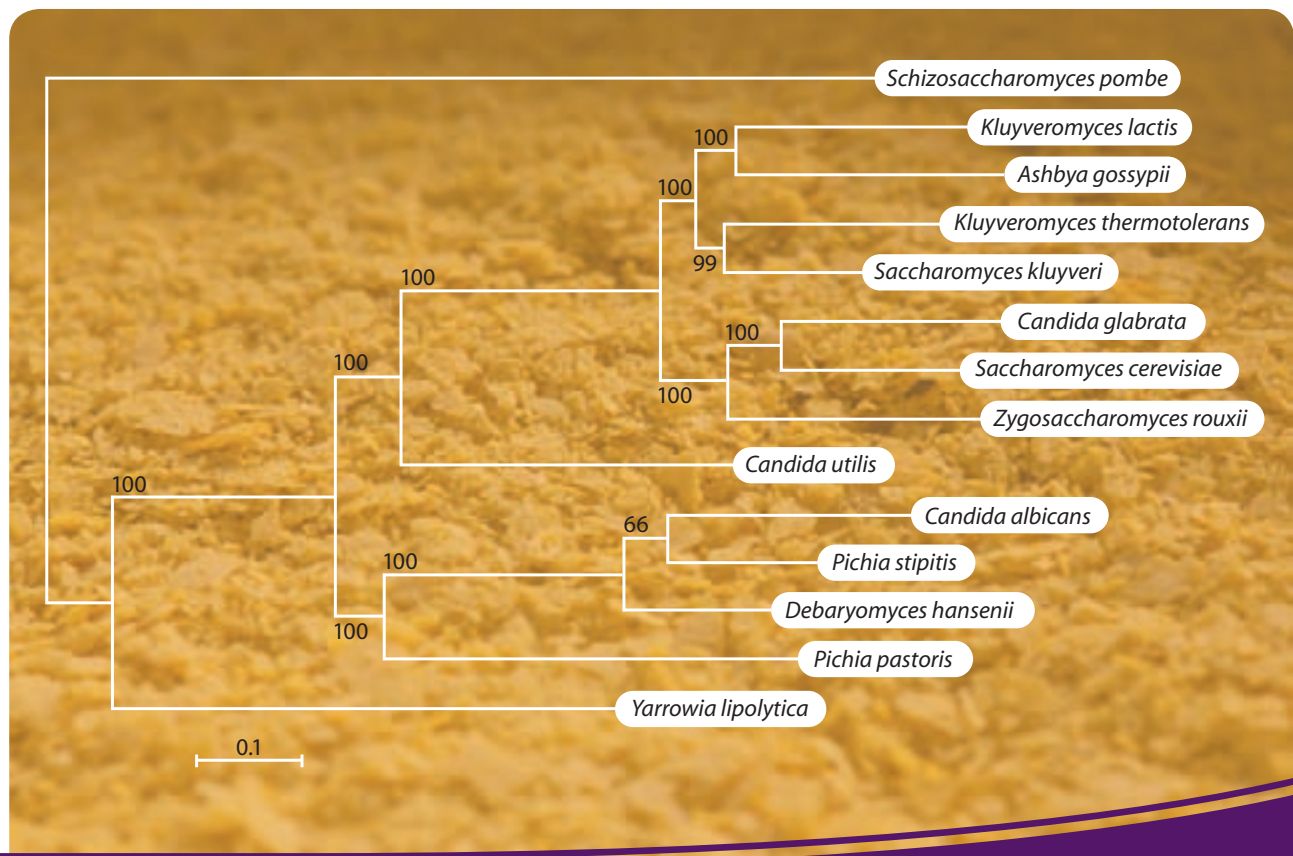 Schizosaccharomyces pombe
Kluyveromyces lactis
100
Ashbya gossypii
100
Kluyveromyces thermotolerans
99
Saccharomyces kluyveri
100
Candida glabrata
100
Saccharomyces cerevisiae
100
100
Zygosaccharomyces rouxii
Candida utilis
100
Candida albicans
66
Pichia stipitis
100
Debaryomyces hansenii
100
Pichia pastoris
Yarrowia lipolytica
0.1